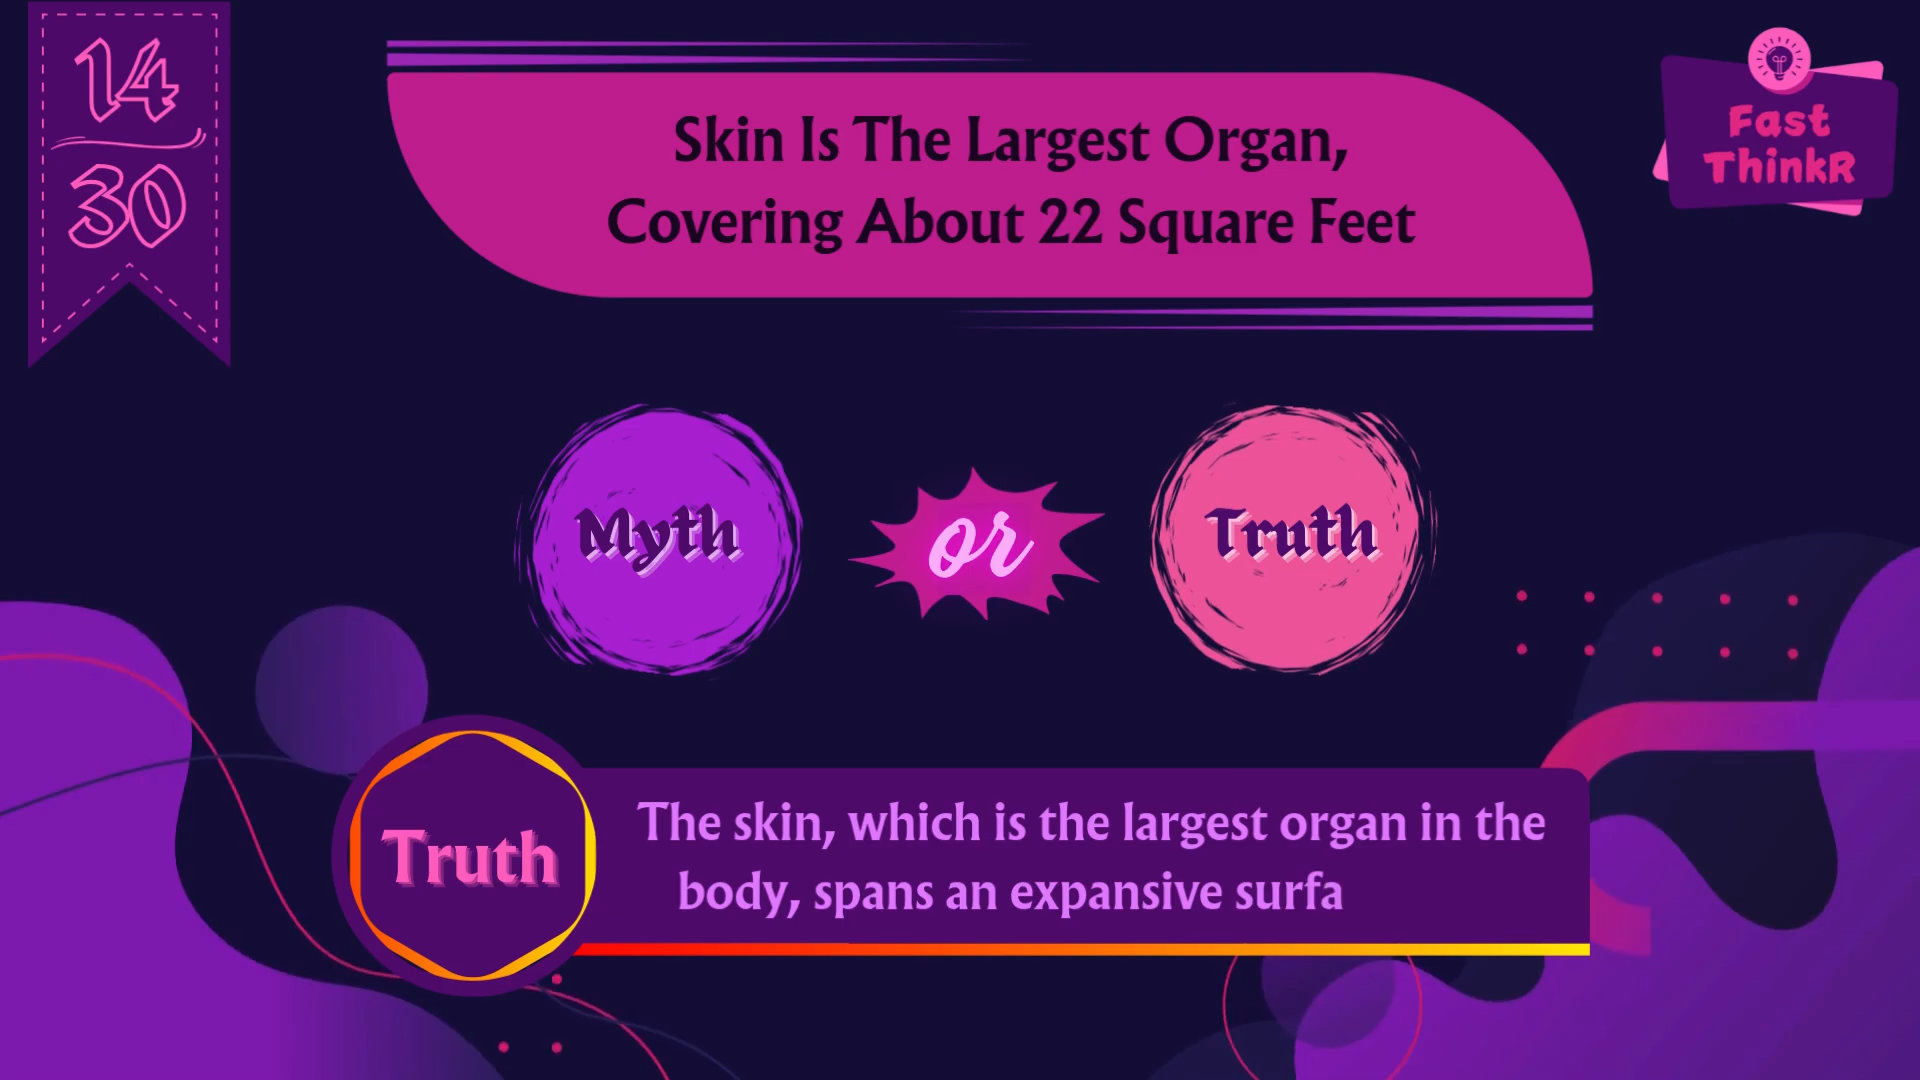 14
30
Skin Is The Largest Organ,
Covering About 22 Square Feet
Fast
ThinkR
Myth
or
Truth
Truth
The skin, which is the largest organ in the
body, spans an expansive surfa